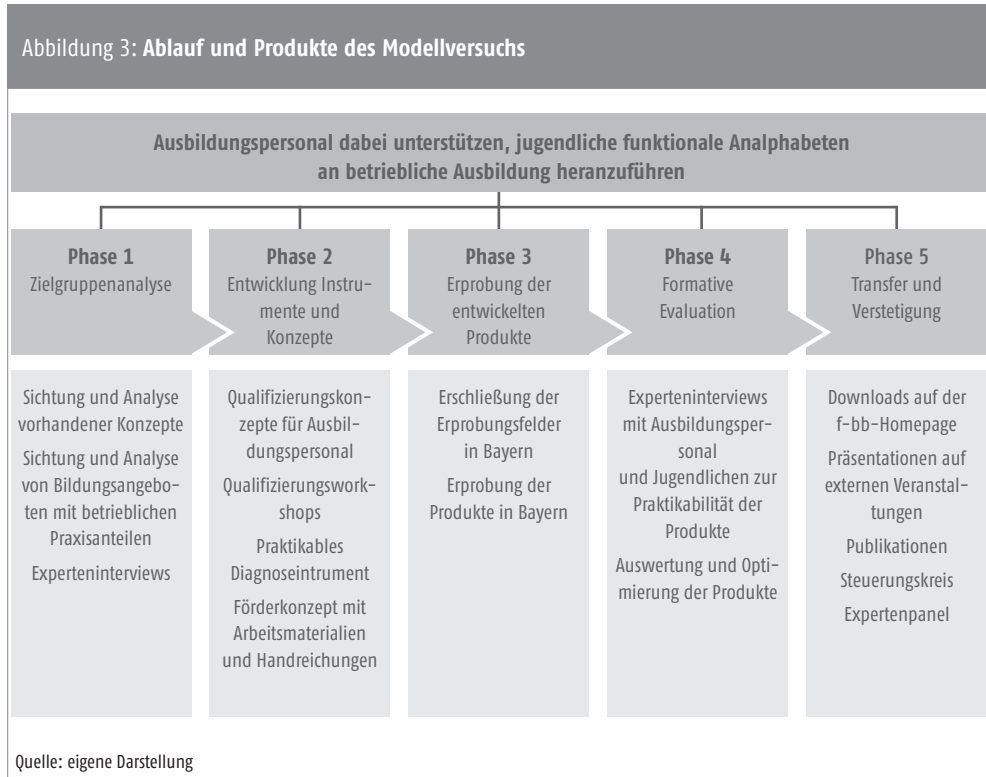 Abbildung 3: Ablauf und Produkte des Modellversuchs
Ausbildungspersonal dabei unterstützen, jugendliche funktionale Analphabeten
an betriebliche Ausbildung heranzuführen
Phase 1
Zielgruppenanalyse
Phase 2
Entwicklung Instru-
mente und
Konzepte
Phase 3
Erprobung der
entwickelten
Produkte
Phase 4
Formative
Evaluation
Phase 5
Transfer und
Verstetigung
Sichtung und Analyse
vorhandener Konzepte
Sichtung und Analyse
von Bildungsangebo-
ten mit betrieblichen
Praxisanteilen
Experteninterviews
Qualifizierungskon-
zepte für Ausbil-
dungspersonal
Qualifizierungswork-
shops
Praktikables
Diagnoseintrument
Förderkonzept mit
Arbeitsmaterialien
und Handreichungen
Erschließung der
Erprobungsfelder
in Bayern
Erprobung der
Produkte in Bayern
Experteninterviews
mit Ausbildungsper-
sonal
und Jugendlichen zur
Praktikabilität der
Produkte
Auswertung und Opti-
mierung der Produkte
Downloads auf der
f-bb-Homepage
Präsentationen auf
externen Veranstal-
tungen
Publikationen
Steuerungskreis
Expertenpanel
Quelle: eigene Darstellung